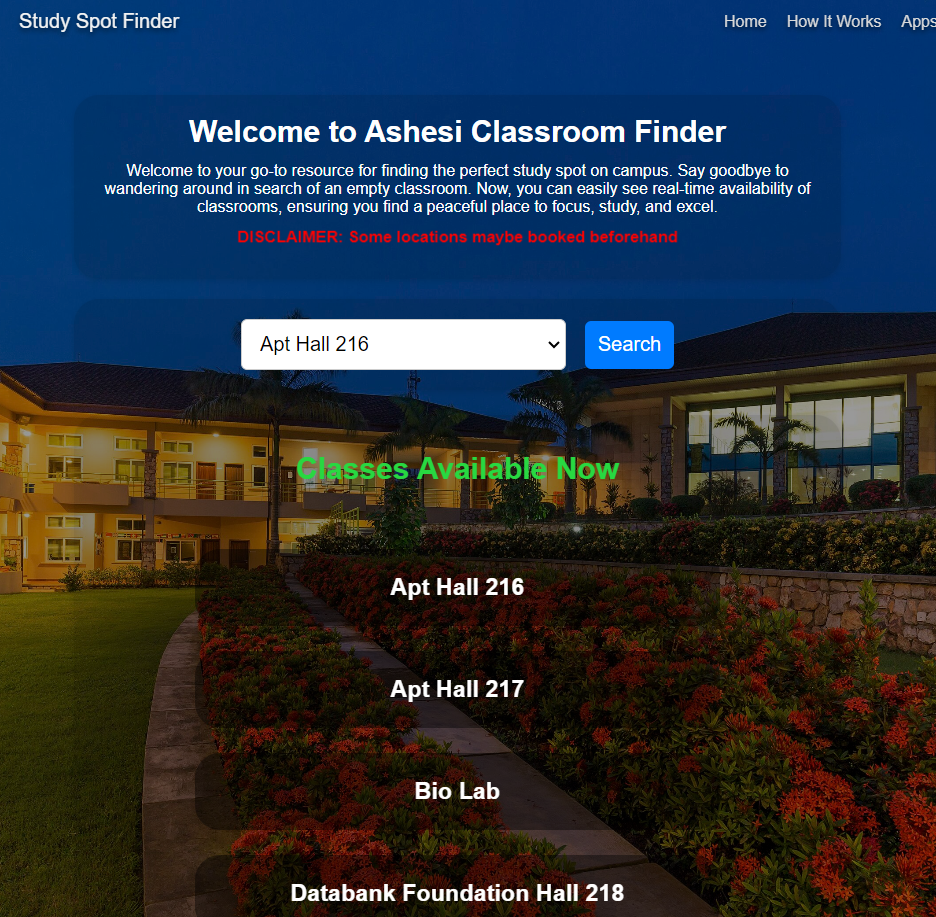 Study Spot Finder
Home How It Works Apps
Welcome to Ashesi Classroom Finder
Welcome to your go-to resource for finding the perfect study spot on campus. Say goodbye to
wandering around in search of an empty classroom. Now, you can easily see real-time availability of
classrooms, ensuring you find a peaceful place to focus, study, and excel.
DISCLAIMER: Some locations maybe booked beforehand
Apt Hall 216
Search
Classes Available Now
Apt Hall 216
Apt Hall 217
Bio Lab
Databank Foundation Hall 218